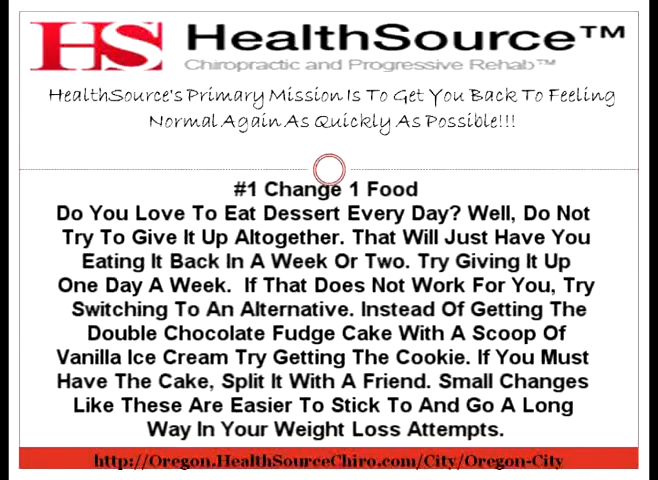 HS HealthSource™
Chiropractic and Progressive Rehab™
HealthSource's Primary Mission Is To Get You Back To Feeling
Normal Again As Quickly As Possible!!!
#1 Change 1 Food
Do You Love To Eat Dessert Every Day? Well, Do Not
Try To Give It Up Altogether. That Will Just Have You
Eating It Back In A Week Or Two. Try Giving It Up
One Day A Week. If That Does Not Work For You, Try
Switching To An Alternative. Instead Of Getting The
Double Chocolate Fudge Cake With A Scoop Of
Vanilla Ice Cream Try Getting The Cookie. If You Must
Have The Cake, Split It With A Friend. Small Changes
Like These Are Easier To Stick To And Go A Long
Way In Your Weight Loss Attempts.
http://Oregon.HealthSourceChiro.com/City/Oregon-City